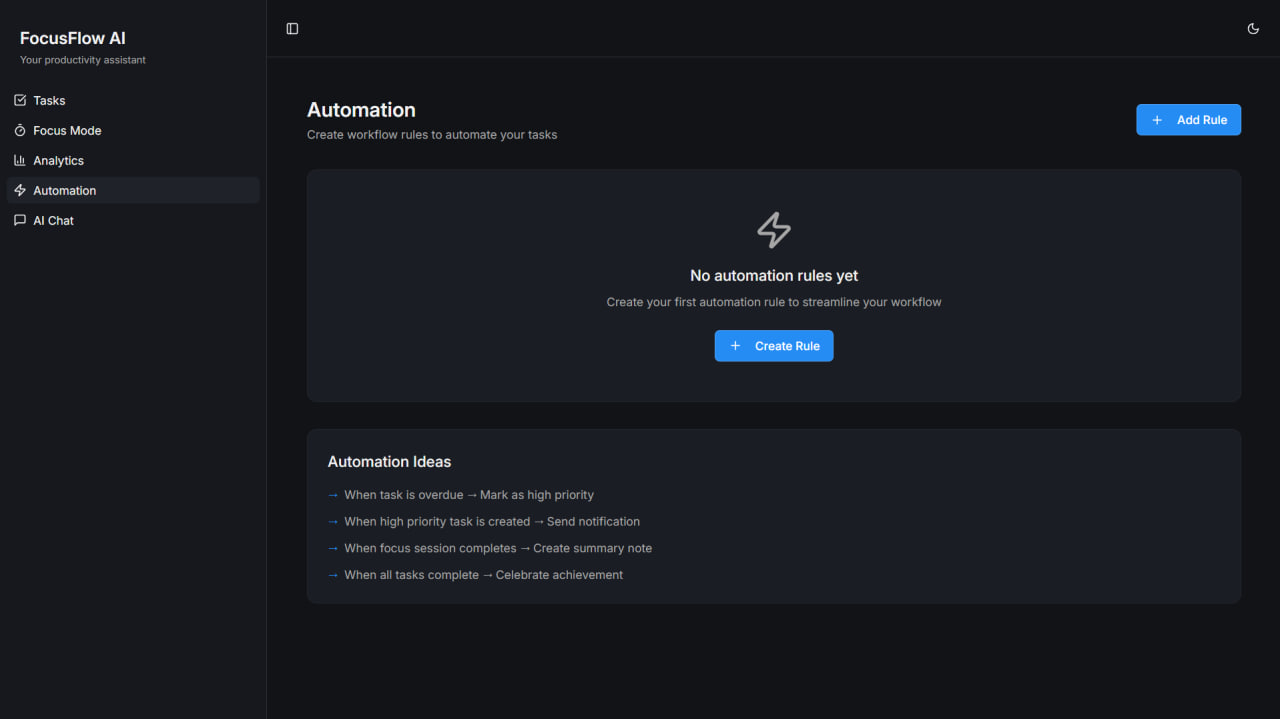 FocusFlow AI
Your productivity assistant
Tasks
Focus Mode
Analytics
Automation
AI Chat
Automation
Create workflow rules to automate your tasks
Add Rule
No automation rules yet
Create your first automation rule to streamline your workflow
Create Rule
Automation Ideas
→ When task is overdue → Mark as high priority
→ When high priority task is created → Send notification
→ When focus session completes → Create summary note
→ When all tasks complete → Celebrate achievement